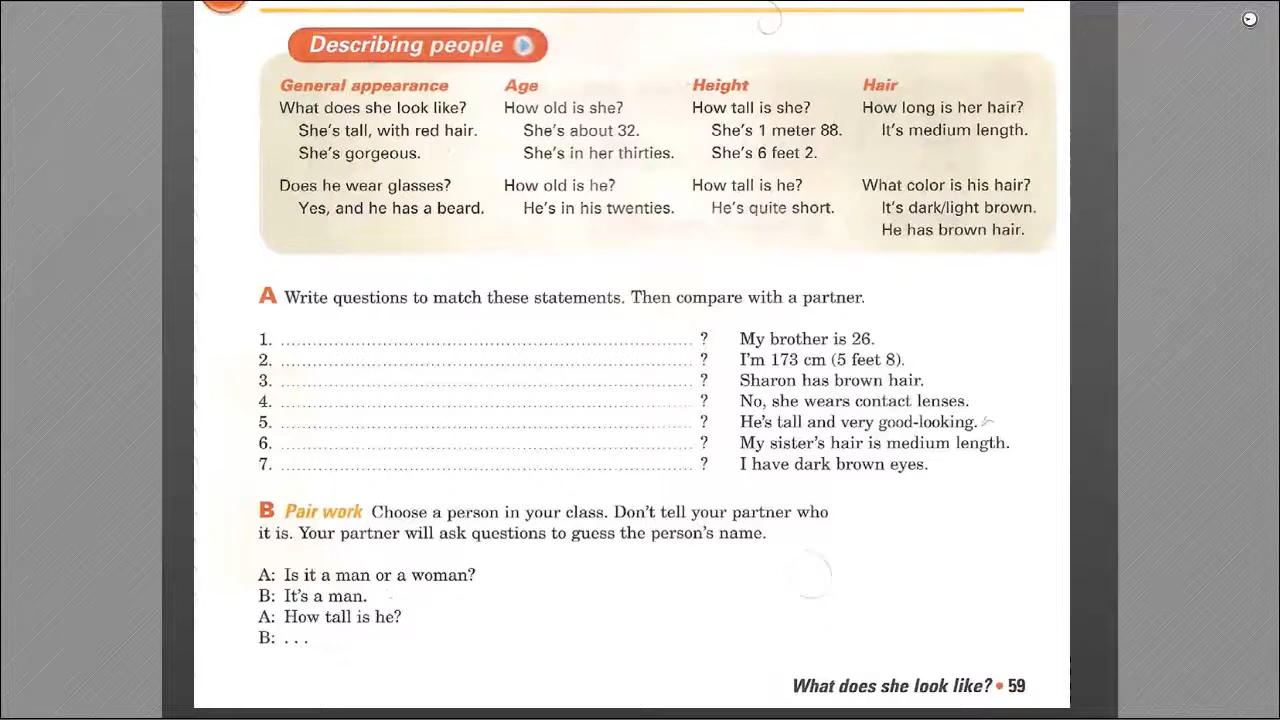 Describing people
General appearance
What does she look like?
She's tall, with red hair.
She's gorgeous.
Does he wear glasses?
Yes, and he has a beard.
Age
How old is she?
She's about 32.
She's in her thirties.
How old is he?
He's in his twenties.
Height
How tall is she?
She's 1 meter 88.
She's 6 feet 2.
How tall is he?
He's quite short.
Hair
How long is her hair?
It's medium length.
What color is his hair?
It's dark/light brown.
He has brown hair.
A Write questions to match these statements. Then compare with a partner.
1. ........................................ ? My brother is 26.
2. ........................................ ? I'm 173 cm (5 feet 8).
3. ........................................ ? Sharon has brown hair.
4. ........................................ ? No, she wears contact lenses.
5. ........................................ ? He's tall and very good-looking.
6. ........................................ ? My sister's hair is medium length.
7. ........................................ ? I have dark brown eyes.
B Pair work Choose a person in your class. Don't tell your partner who
it is. Your partner will ask questions to guess the person's name.
A: Is it a man or a woman?
B: It's a man.
A: How tall is he?
B: . . .
What does she look like? • 59